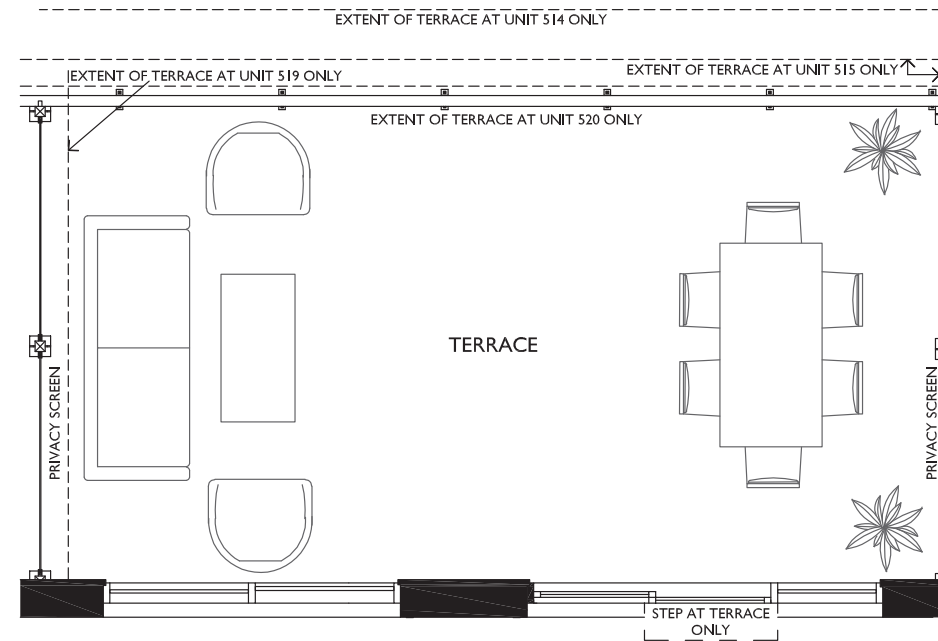 EXTENT OF TERRACE AT UNIT 514 ONLY
EXTENT OF TERRACE AT UNIT 519 ONLY
EXTENT OF TERRACE AT UNIT 515 ONLY
EXTENT OF TERRACE AT UNIT 520 ONLY
TERRACE
PRIVACY SCREEN
PRIVACY SCREEN
STEP AT TERRACE
ONLY